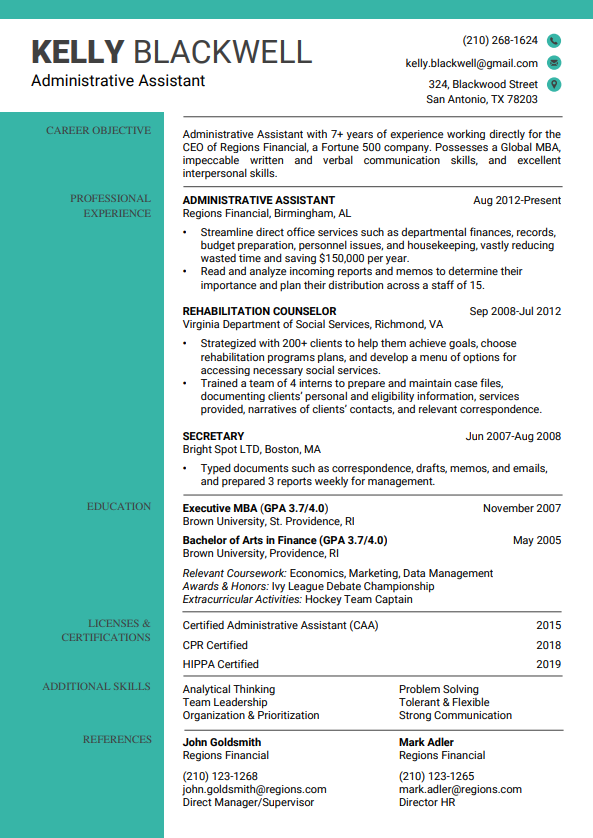 KELLY BLACKWELL
Administrative Assistant
(210) 268-1624
kelly.blackwell@gmail.com
324, Blackwood Street
San Antonio, TX 78203
CAREER OBJECTIVE
Administrative Assistant with 7+ years of experience working directly for the
CEO of Regions Financial, a Fortune 500 company. Possesses a Global MBA,
impeccable written and verbal communication skills, and excellent
interpersonal skills.
PROFESSIONAL
EXPERIENCE
ADMINISTRATIVE ASSISTANT Aug 2012-Present
Regions Financial, Birmingham, AL
• Streamline direct office services such as departmental finances, records,
budget preparation, personnel issues, and housekeeping, vastly reducing
wasted time and saving $150,000 per year.
• Read and analyze incoming reports and memos to determine their
importance and plan their distribution across a staff of 15.
REHABILITATION COUNSELOR Sep 2008-Jul 2012
Virginia Department of Social Services, Richmond, VA
• Strategized with 200+ clients to help them achieve goals, choose
rehabilitation programs plans, and develop a menu of options for
accessing necessary social services.
• Trained a team of 4 interns to prepare and maintain case files,
documenting clients' personal and eligibility information, services
provided, narratives of clients' contacts, and relevant correspondence.
SECRETARY Jun 2007-Aug 2008
Bright Spot LTD, Boston, MA
• Typed documents such as correspondence, drafts, memos, and emails,
and prepared 3 reports weekly for management.
EDUCATION
Executive MBA (GPA 3.7/4.0) November 2007
Brown University, St. Providence, RI
Bachelor of Arts in Finance (GPA 3.7/4.0) May 2005
Brown University, Providence, RI
Relevant Coursework: Economics, Marketing, Data Management
Awards & Honors: Ivy League Debate Championship
Extracurricular Activities: Hockey Team Captain
LICENSES &
CERTIFICATIONS
Certified Administrative Assistant (CAA) 2015
CPR Certified 2018
HIPPA Certified 2019
ADDITIONAL SKILLS
Analytical Thinking Problem Solving
Team Leadership Tolerant & Flexible
Organization & Prioritization Strong Communication
REFERENCES
John Goldsmith Mark Adler
Regions Financial Regions Financial
(210) 123-1268 (210) 123-1265
john.goldsmith@regions.com mark.adler@regions.com
Direct Manager/Supervisor Director HR